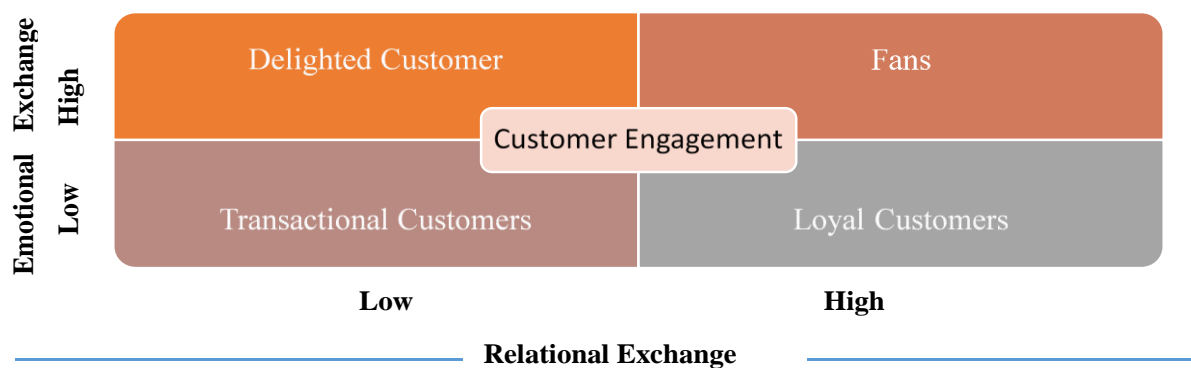 Emotional Exchange
High
Low
Delighted Customer
Fans
Customer Engagement
Transactional Customers
Loyal Customers
Low
High
Relational Exchange